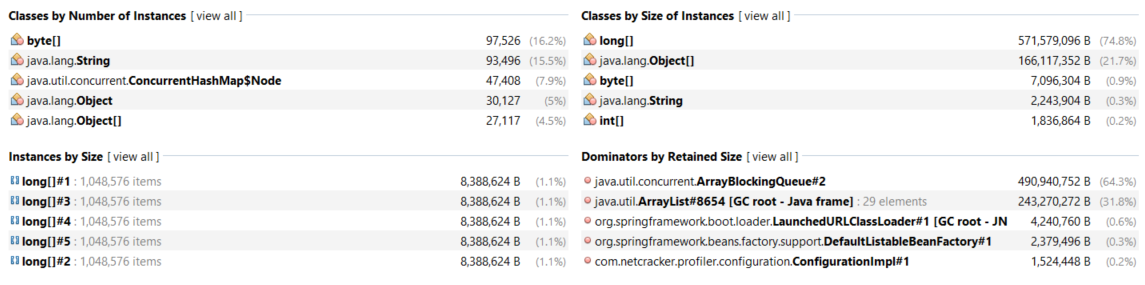 Classes by Number of Instances [ view all ]
byte[] 97,526 (16.2%)
java.lang.String 93,496 (15.5%)
java.util.concurrent.ConcurrentHashMap$Node 47,408 (7.9%)
java.lang.Object 30,127 (5%)
java.lang.Object[] 27,117 (4.5%)
Classes by Size of Instances [ view all ]
long[] 571,579,096 B (74.8%)
java.lang.Object[] 166,117,352 B (21.7%)
byte[] 7,096,304 B (0.9%)
java.lang.String 2,243,904 B (0.3%)
int[] 1,836,864 B (0.2%)
Instances by Size [ view all ]
long[]#1 : 1,048,576 items 8,388,624 B (1.1%)
long[]#3 : 1,048,576 items 8,388,624 B (1.1%)
long[]#4 : 1,048,576 items 8,388,624 B (1.1%)
long[]#5 : 1,048,576 items 8,388,624 B (1.1%)
long[]#2 : 1,048,576 items 8,388,624 B (1.1%)
Dominators by Retained Size [ view all ]
java.util.concurrent.ArrayBlockingQueue#2 490,940,752 B (64.3%)
java.util.ArrayList#8654 [GC root - Java frame] : 29 elements 243,270,272 B (31.8%)
org.springframework.boot.loader.LaunchedURLClassLoader#1 [GC root - JN 4,240,760 B (0.6%)
org.springframework.beans.factory.support.DefaultListableBeanFactory#1 2,379,496 B (0.3%)
com.netcracker.profiler.configuration.ConfigurationImpl#1 1,524,448 B (0.2%)